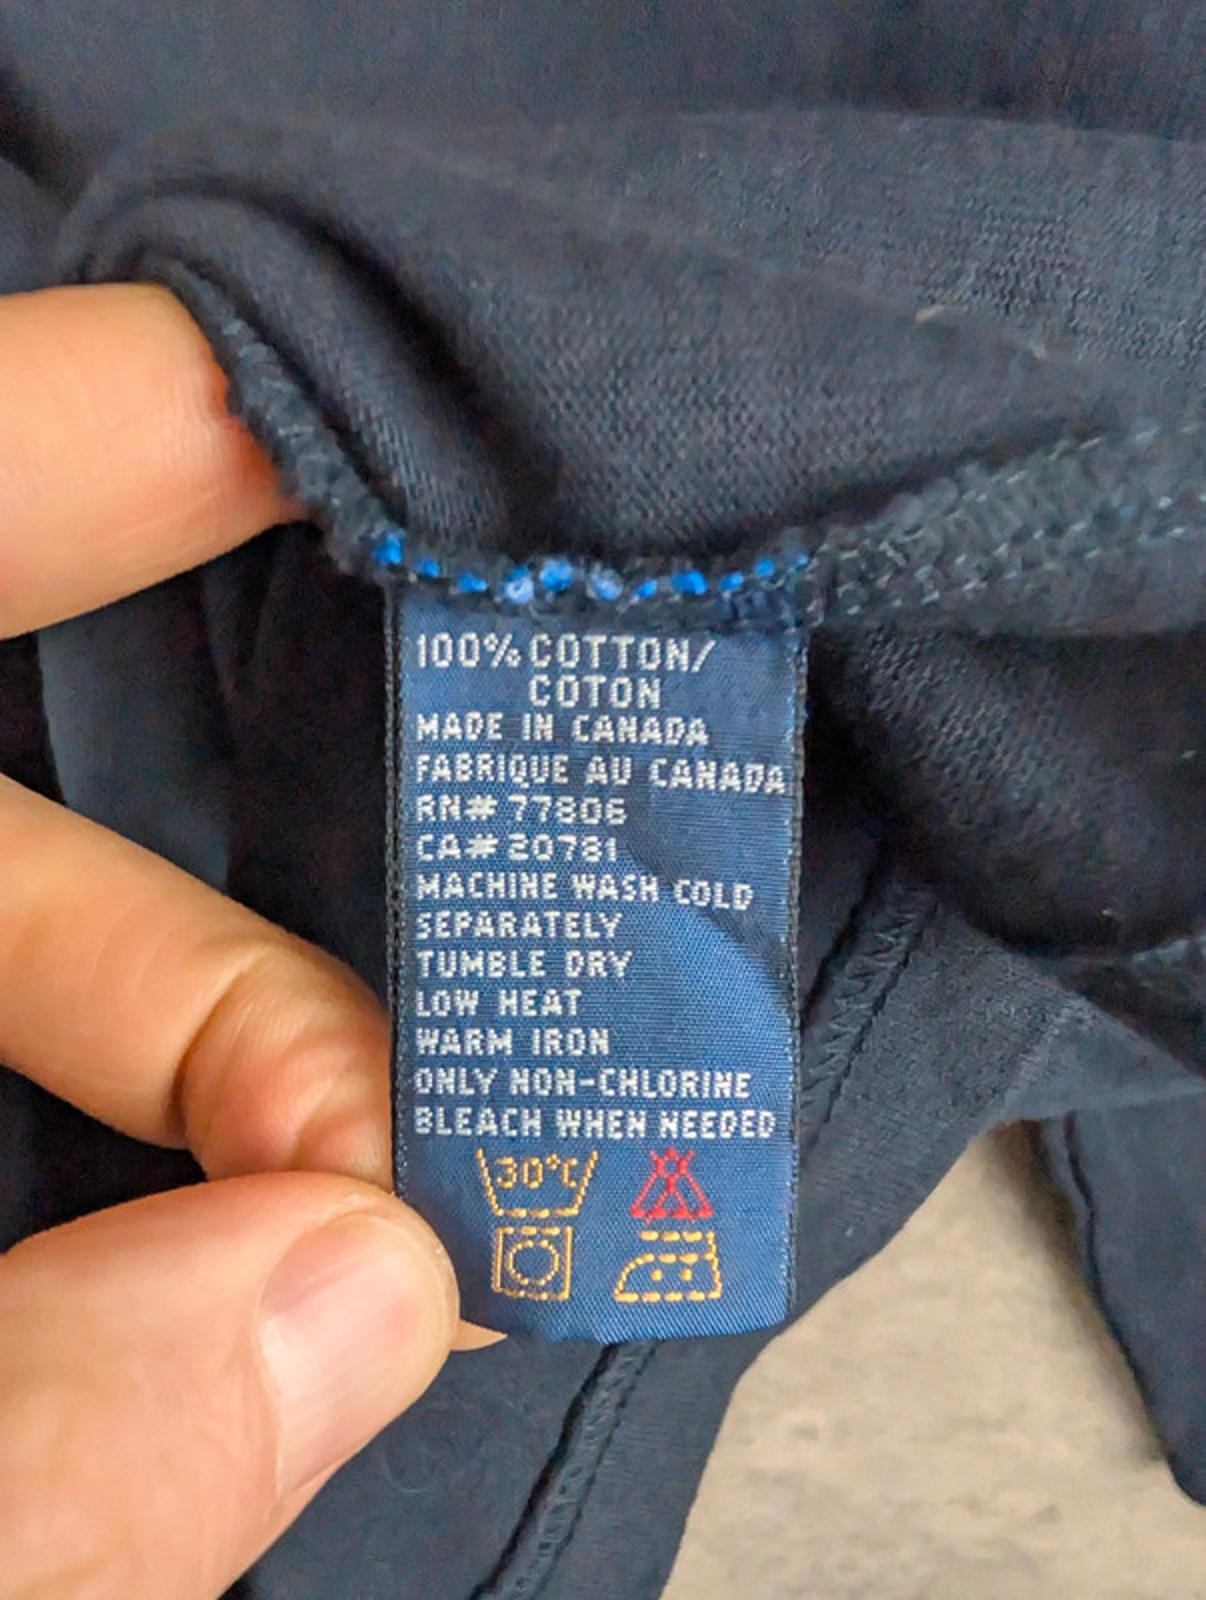 100% COTTON/
COTON
MADE IN CANADA
FABRIQUE AU CANADA
RN# 77806
CA# 20781
MACHINE WASH COLD
SEPARATELY
TUMBLE DRY
LOW HEAT
WARM IRON
ONLY NON-CHLORINE
BLEACH WHEN NEEDED
30°C